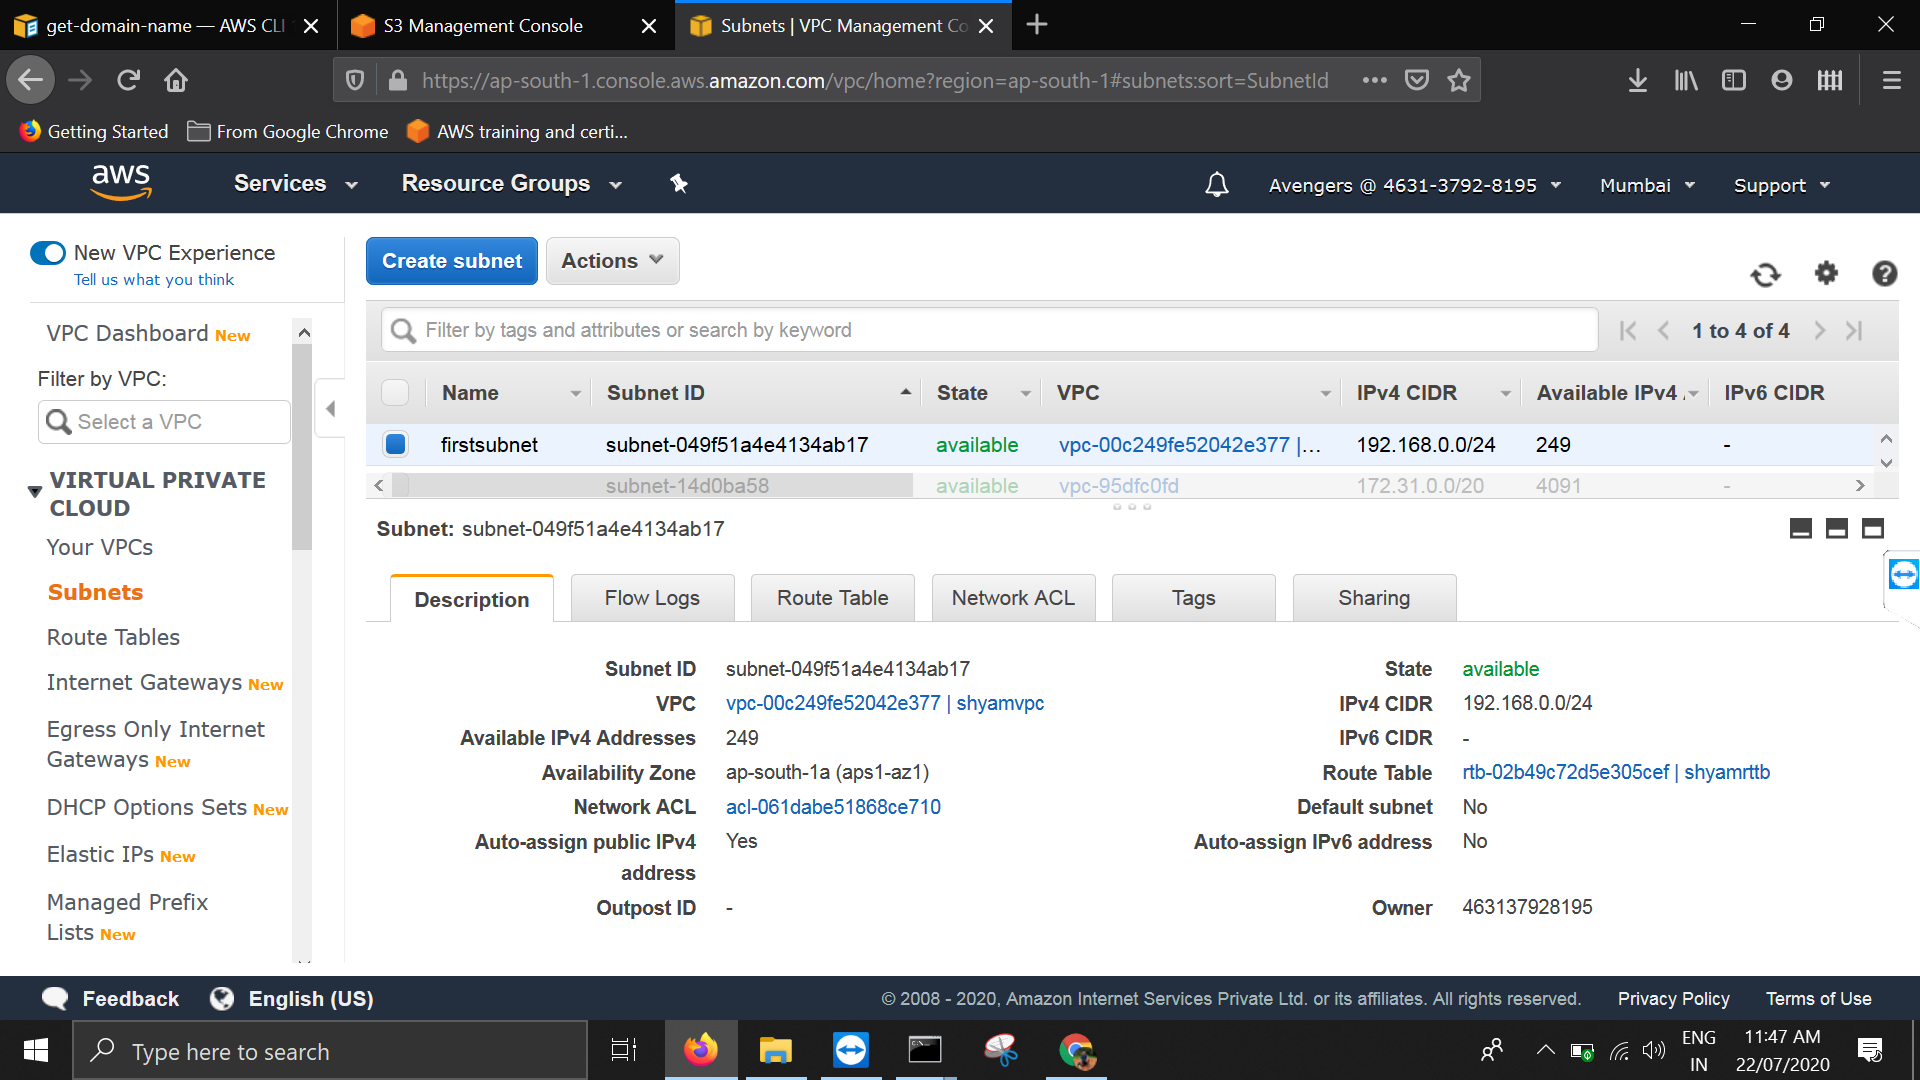 get-domain-name — AWS CLI
S3 Management Console
Subnets | VPC Management Co
https://ap-south-1.console.aws.amazon.com/vpc/home?region=ap-south-1#subnets:sort=SubnetId
Getting Started
From Google Chrome
AWS training and certi...
aws
Services
Resource Groups
Avengers @ 4631-3792-8195
Mumbai
Support
New VPC Experience
Tell us what you think
Create subnet
Actions
VPC Dashboard New
Filter by tags and attributes or search by keyword
1 to 4 of 4
Filter by VPC:
Select a VPC
Name
Subnet ID
State
VPC
IPv4 CIDR
Available IPv4
IPv6 CIDR
firstsubnet
subnet-049f51a4e4134ab17
available
vpc-00c249fe52042e377 |...
192.168.0.0/24
249
-
subnet-14d0ba58
available
vpc-95dfc0fd
172.31.0.0/20
4091
-
VIRTUAL PRIVATE
CLOUD
Your VPCs
Subnets
Route Tables
Internet Gateways New
Egress Only Internet
Gateways New
DHCP Options Sets New
Elastic IPs New
Managed Prefix
Lists New
Subnet: subnet-049f51a4e4134ab17
Description
Flow Logs
Route Table
Network ACL
Tags
Sharing
Subnet ID subnet-049f51a4e4134ab17
State available
VPC vpc-00c249fe52042e377 | shyamvpc
IPv4 CIDR 192.168.0.0/24
Available IPv4 Addresses 249
IPv6 CIDR -
Availability Zone ap-south-1a (aps1-az1)
Route Table rtb-02b49c72d5e305cef | shyamrttb
Network ACL acl-061dabe51868ce710
Default subnet No
Auto-assign public IPv4 Yes
address
Auto-assign IPv6 address No
Outpost ID -
Owner 463137928195
Feedback
English (US)
© 2008 - 2020, Amazon Internet Services Private Ltd. or its affiliates. All rights reserved.
Privacy Policy
Terms of Use
Type here to search
ENG
IN
11:47 AM
22/07/2020